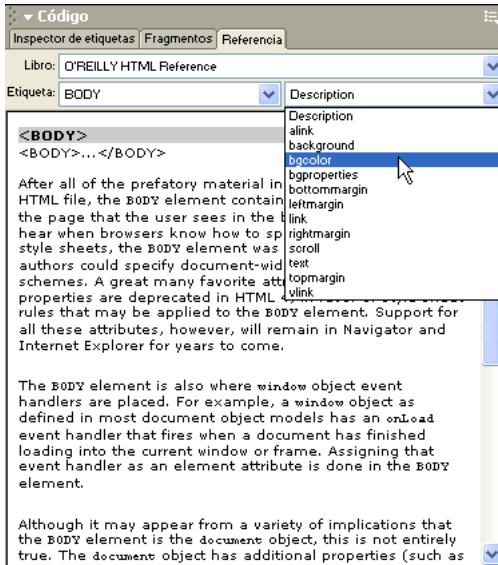 Código
Inspector de etiquetas Fragmentos Referencia
Libro: O'REILLY HTML Reference
Etiqueta: BODY Description
Description
alink
background
bgcolor
bgproperties
bottommargin
leftmargin
link
rightmargin
scroll
text
topmargin
vlink
<BODY>
<BODY>...</BODY>
After all of the prefatory material in
HTML file, the BODY element contain
the page that the user sees in the
hear when browsers know how to sp
style sheets, the BODY element was
authors could specify document-wid
schemes. A great many favorite att
properties are deprecated in HTML
rules that may be applied to the BODY element. Support for
all these attributes, however, will remain in Navigator and
Internet Explorer for years to come.
The BODY element is also where window object event
handlers are placed. For example, a window object as
defined in most document object models has an onLoad
event handler that fires when a document has finished
loading into the current window or frame. Assigning that
event handler as an element attribute is done in the BODY
element.
Although it may appear from a variety of implications that
the BODY element is the document object, this is not entirely
true. The document object has additional properties (such as